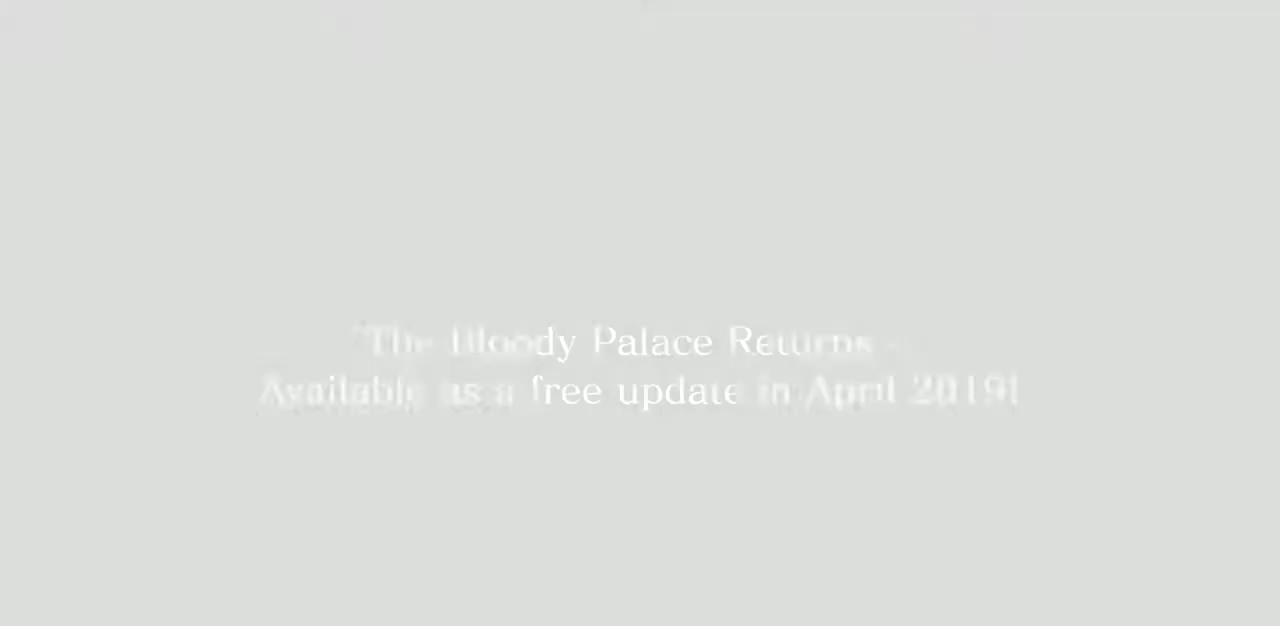 The Bloody Palace Returns -
Available as a free update in April 2019!